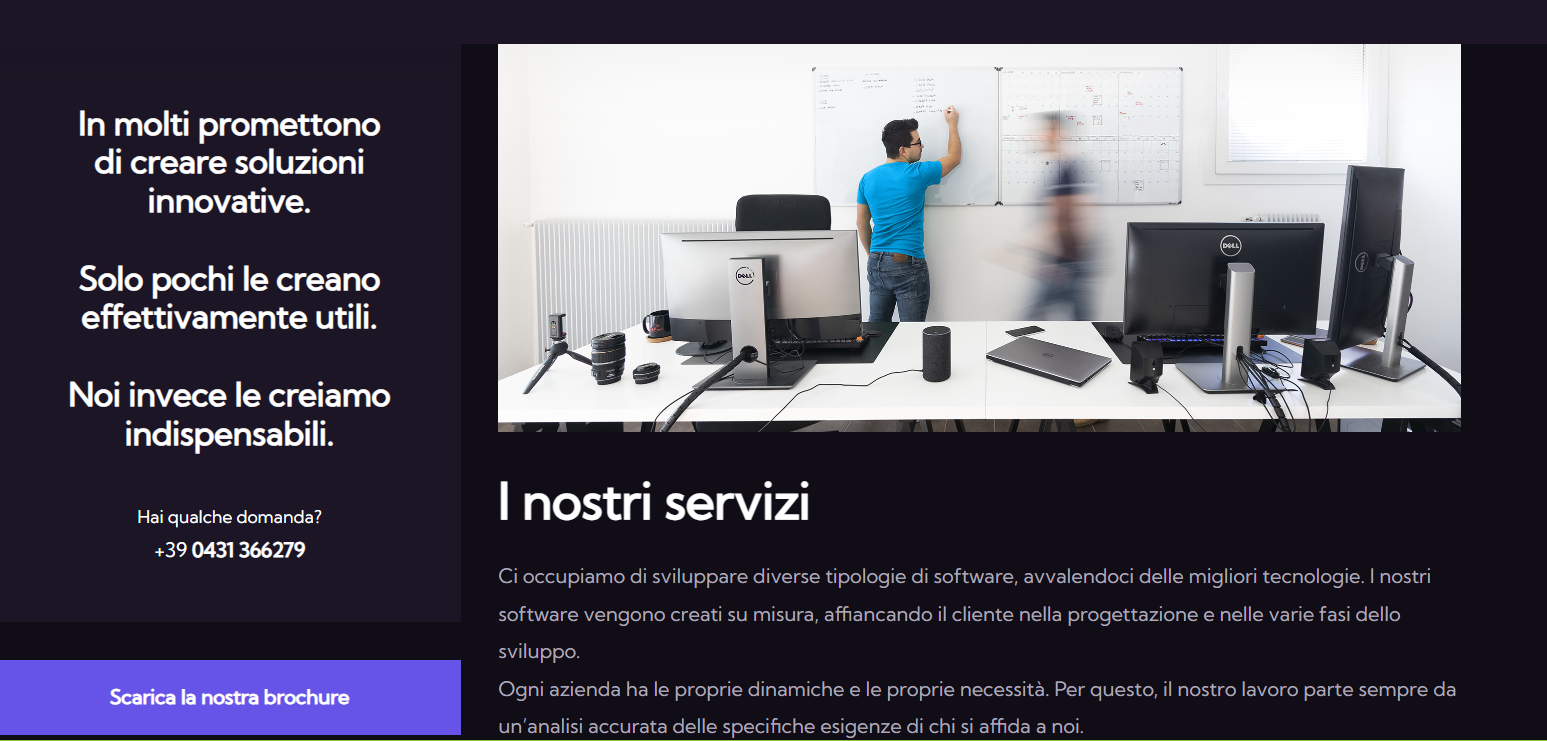 In molti promettono
di creare soluzioni
innovative.
Solo pochi le creano
effettivamente utili.
Noi invece le creiamo
indispensabili.
Hai qualche domanda?
+39 0431 366279
Scarica la nostra brochure
DELL
DELL
DELL
I nostri servizi
Ci occupiamo di sviluppare diverse tipologie di software, avvalendoci delle migliori tecnologie. I nostri
software vengono creati su misura, affiancando il cliente nella progettazione e nelle varie fasi dello
sviluppo.
Ogni azienda ha le proprie dinamiche e le proprie necessità. Per questo, il nostro lavoro parte sempre da
un’analisi accurata delle specifiche esigenze di chi si affida a noi.